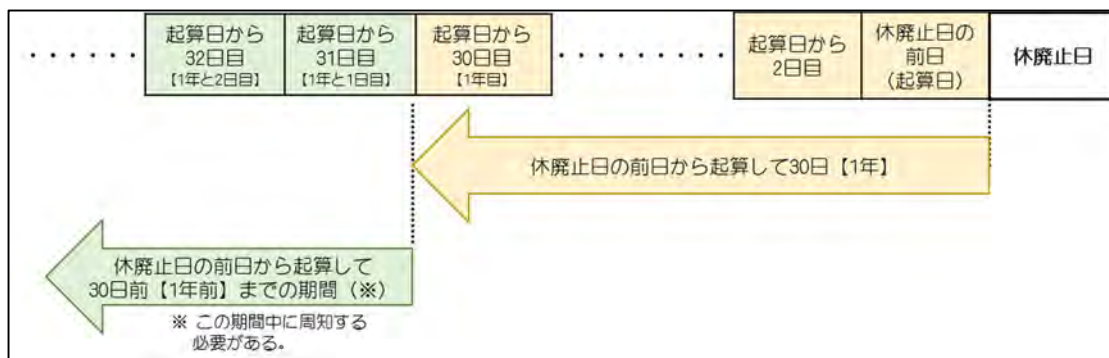 ・・・・・・
起算日から
32日目
【1年と2日目】
起算日から
31日目
【1年と1日目】
起算日から
30日目
【1年目】
・・・・・・・・・
起算日から
2日目
休廃止日の
前日
（起算日）
休廃止日
休廃止日の前日から起算して30日【1年】
休廃止日の前日から起算して
30日前【1年前】までの期間（※）
※ この期間中に周知する
必要がある。